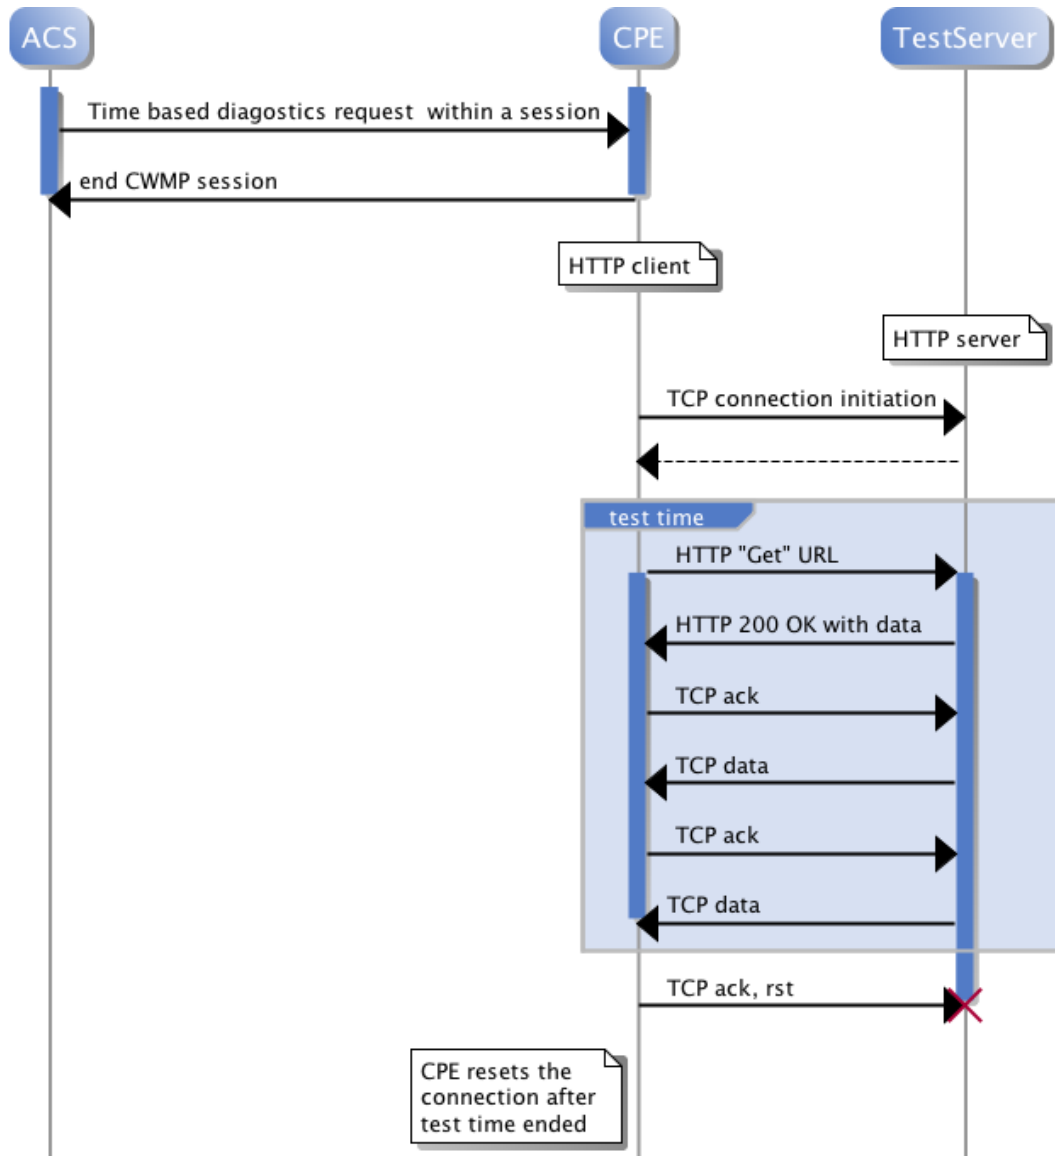 ACS
CPE
TestServer
Time based diagostics request  within a session
end CWMP session
HTTP client
HTTP server
TCP connection initiation
test time
HTTP "Get" URL
HTTP 200 OK with data
TCP ack
TCP data
TCP ack
TCP data
TCP ack, rst
CPE resets the
connection after
test time ended